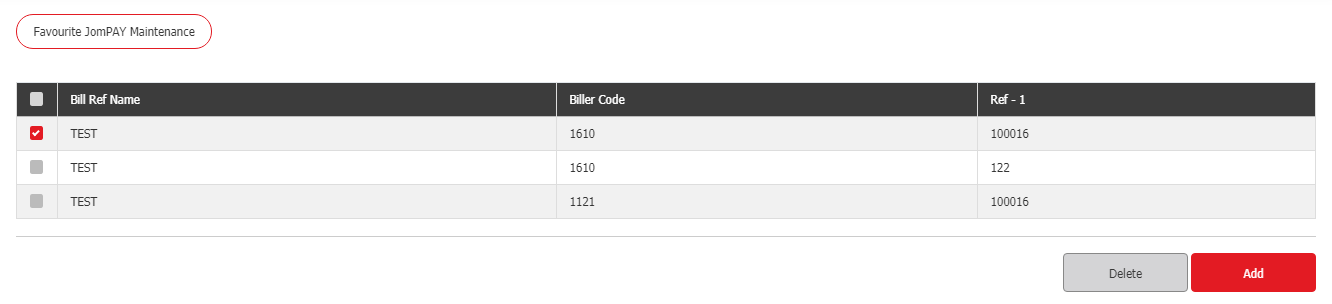 Favourite JomPAY Maintenance
Bill Ref Name Biller Code Ref - 1
TEST 1610 100016
TEST 1610 122
TEST 1121 100016
Delete Add